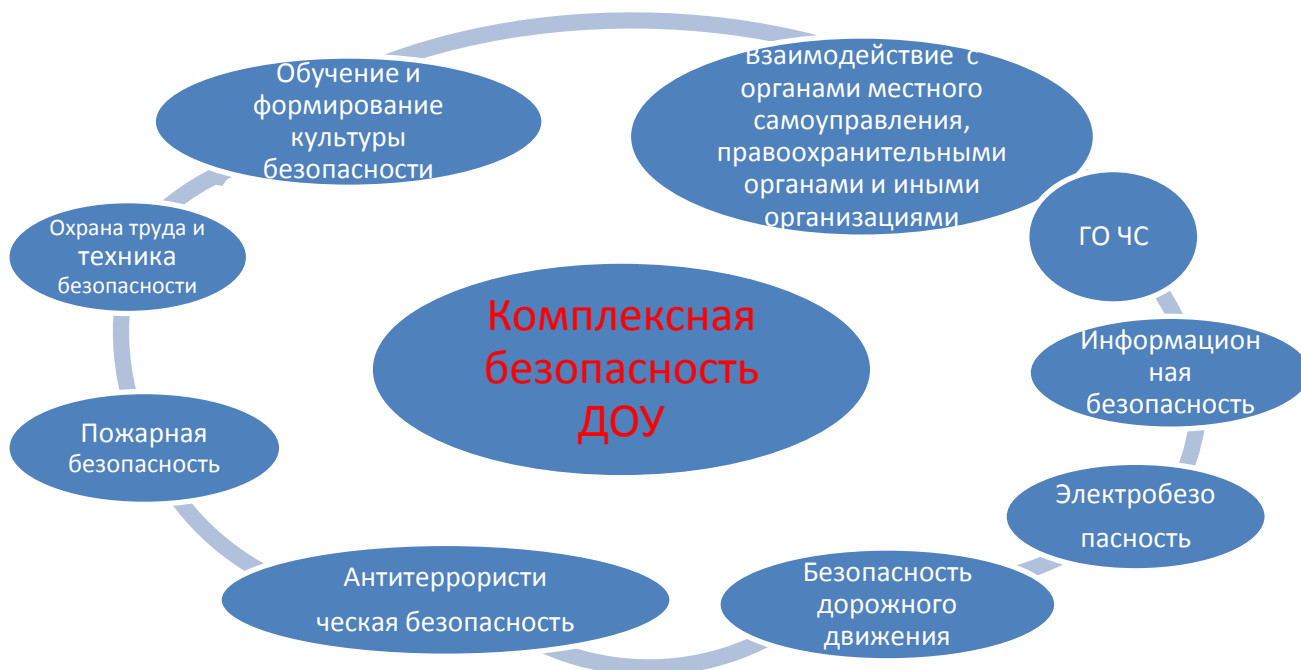 Обучение и
формирование
культуры
безопасности
Взаимодействие с
органами местного
самоуправления,
правоохранительными
органами и иными
организациями
ГО ЧС
Охрана труда и
техника
безопасности
Комплексная
безопасность
ДОУ
Информацион
ная
безопасность
Пожарная
безопасность
Электробезо
пасность
Антитеррористи
ческая безопасность
Безопасность
дорожного
движения